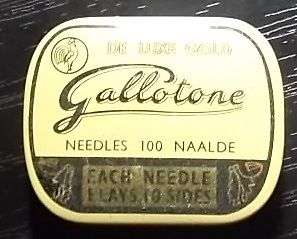 DE LUXE GOLD
Gallotone
NEEDLES 100 NAALDE
EACH NEEDLE
PLAYS 10 SIDES